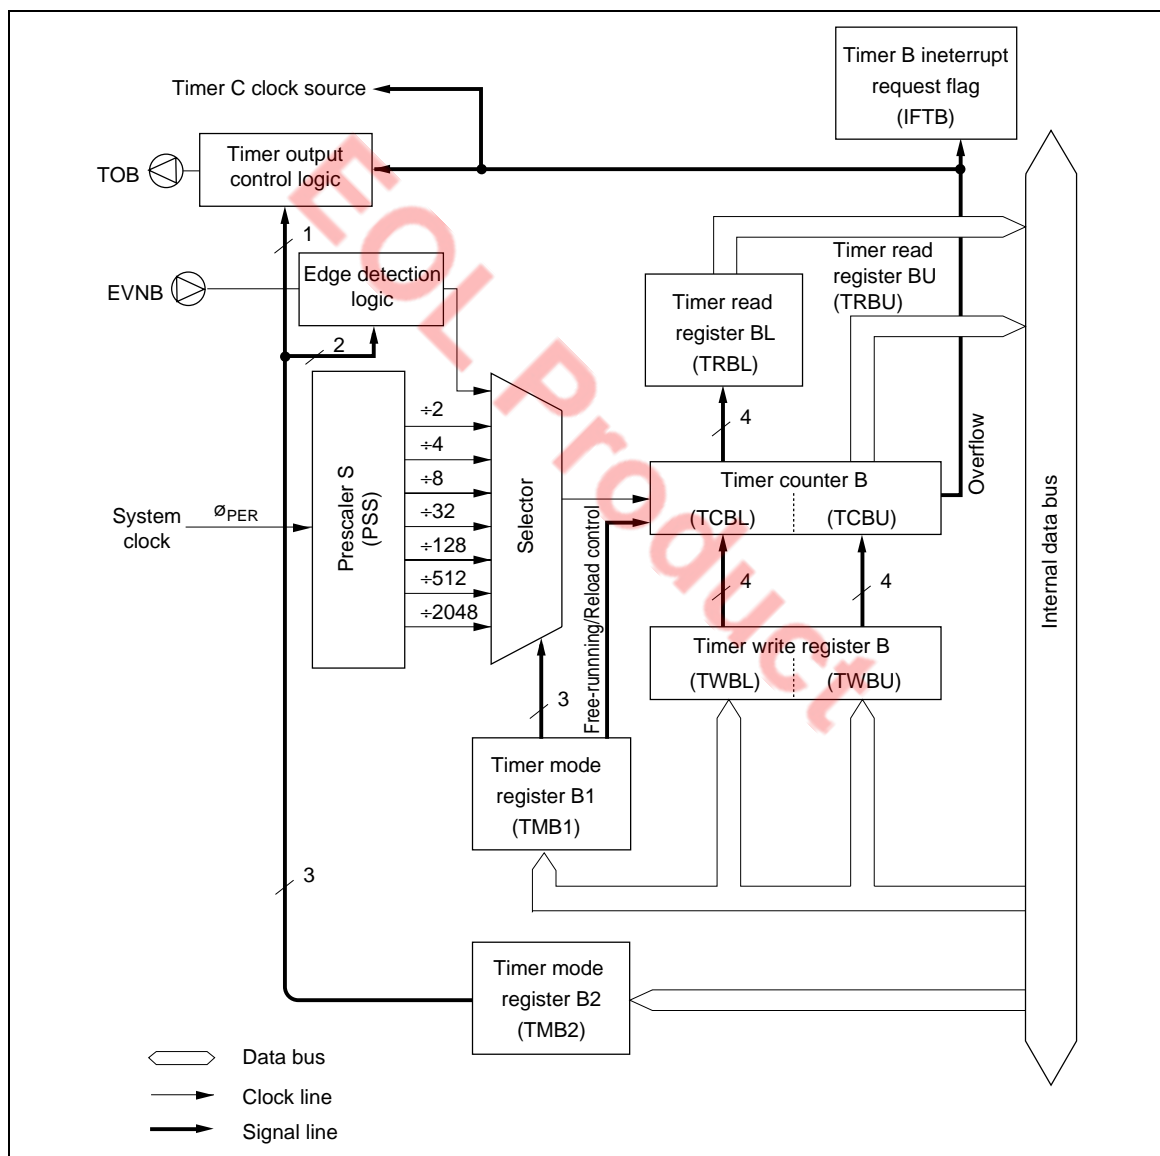 Timer B ineterrupt
request flag
(IFTB)
Timer C clock source
Timer output
control logic
TOB
1
Edge detection
logic
EVNB
2
Timer read
register BU
(TRBU)
Timer read
register BL
(TRBL)
÷2
÷4
÷8
÷32
÷128
÷512
÷2048
4
Prescaler S
(PSS)
Selector
System
clock
øPER
Timer counter B
(TCBL)
(TCBU)
Overflow
Internal data bus
Free-runnning/Reload control
4
4
Timer write register B
(TWBL)
(TWBU)
3
Timer mode
register B1
(TMB1)
3
Timer mode
register B2
(TMB2)
Data bus
Clock line
Signal line
EOL Product